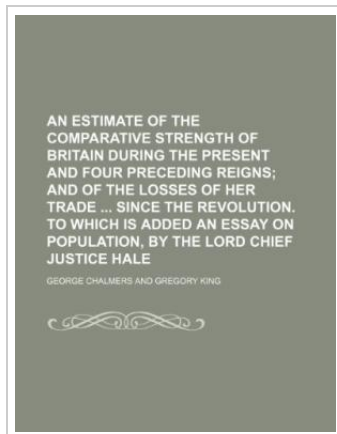 AN ESTIMATE OF THE
COMPARATIVE STRENGTH OF
BRITAIN DURING THE PRESENT
AND FOUR PRECEDING REIGNS;
AND OF THE LOSSES OF HER
TRADE ... SINCE THE REVOLUTION.
TO WHICH IS ADDED AN ESSAY ON
POPULATION, BY THE LORD CHIEF
JUSTICE HALE
GEORGE CHALMERS AND GREGORY KING